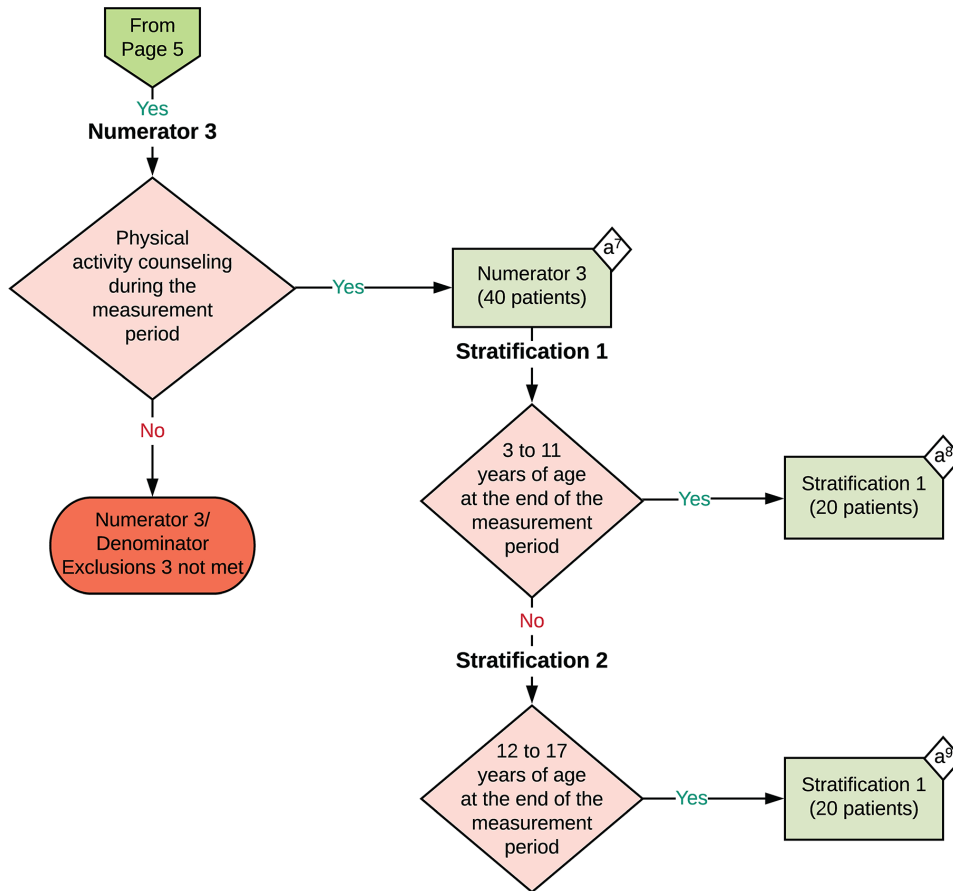 From
Page 5
Yes
Numerator 3
Physical
activity counseling
during the
measurement
period
Yes
Numerator 3
(40 patients)
a⁷
No
Numerator 3/
Denominator
Exclusions 3 not met
Stratification 1
3 to 11
years of age
at the end of the
measurement
period
Yes
Stratification 1
(20 patients)
a⁸
No
Stratification 2
12 to 17
years of age
at the end of the
measurement
period
Yes
Stratification 1
(20 patients)
a⁹